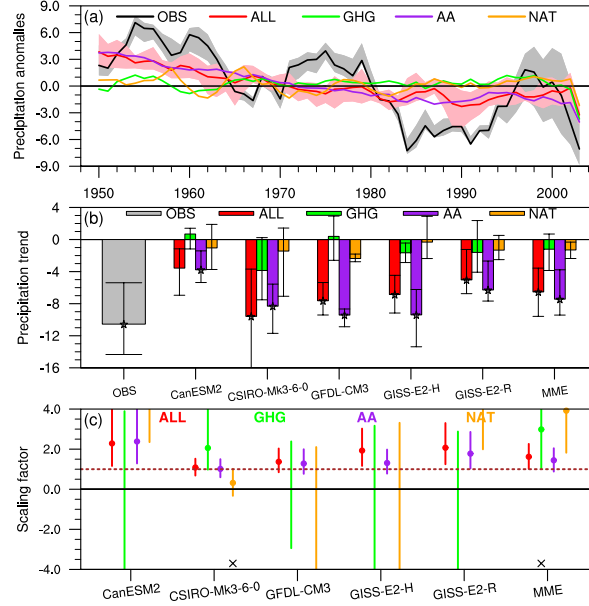 (a)
OBS ALL GHG AA NAT
Precipitation anomalies
9.0
6.0
3.0
0.0
-3.0
-6.0
-9.0
1950 1960 1970 1980 1990 2000
(b)
OBS ALL GHG AA NAT
Precipitation trend
4
0
-4
-8
-12
-16
OBS CanESM2 CSIRO-Mk3-6-0 GFDL-CM3 GISS-E2-H GISS-E2-R MME
(c)
ALL GHG AA NAT
Scaling factor
4.0
2.0
0.0
-2.0
-4.0
CanESM2 CSIRO-Mk3-6-0 GFDL-CM3 GISS-E2-H GISS-E2-R MME